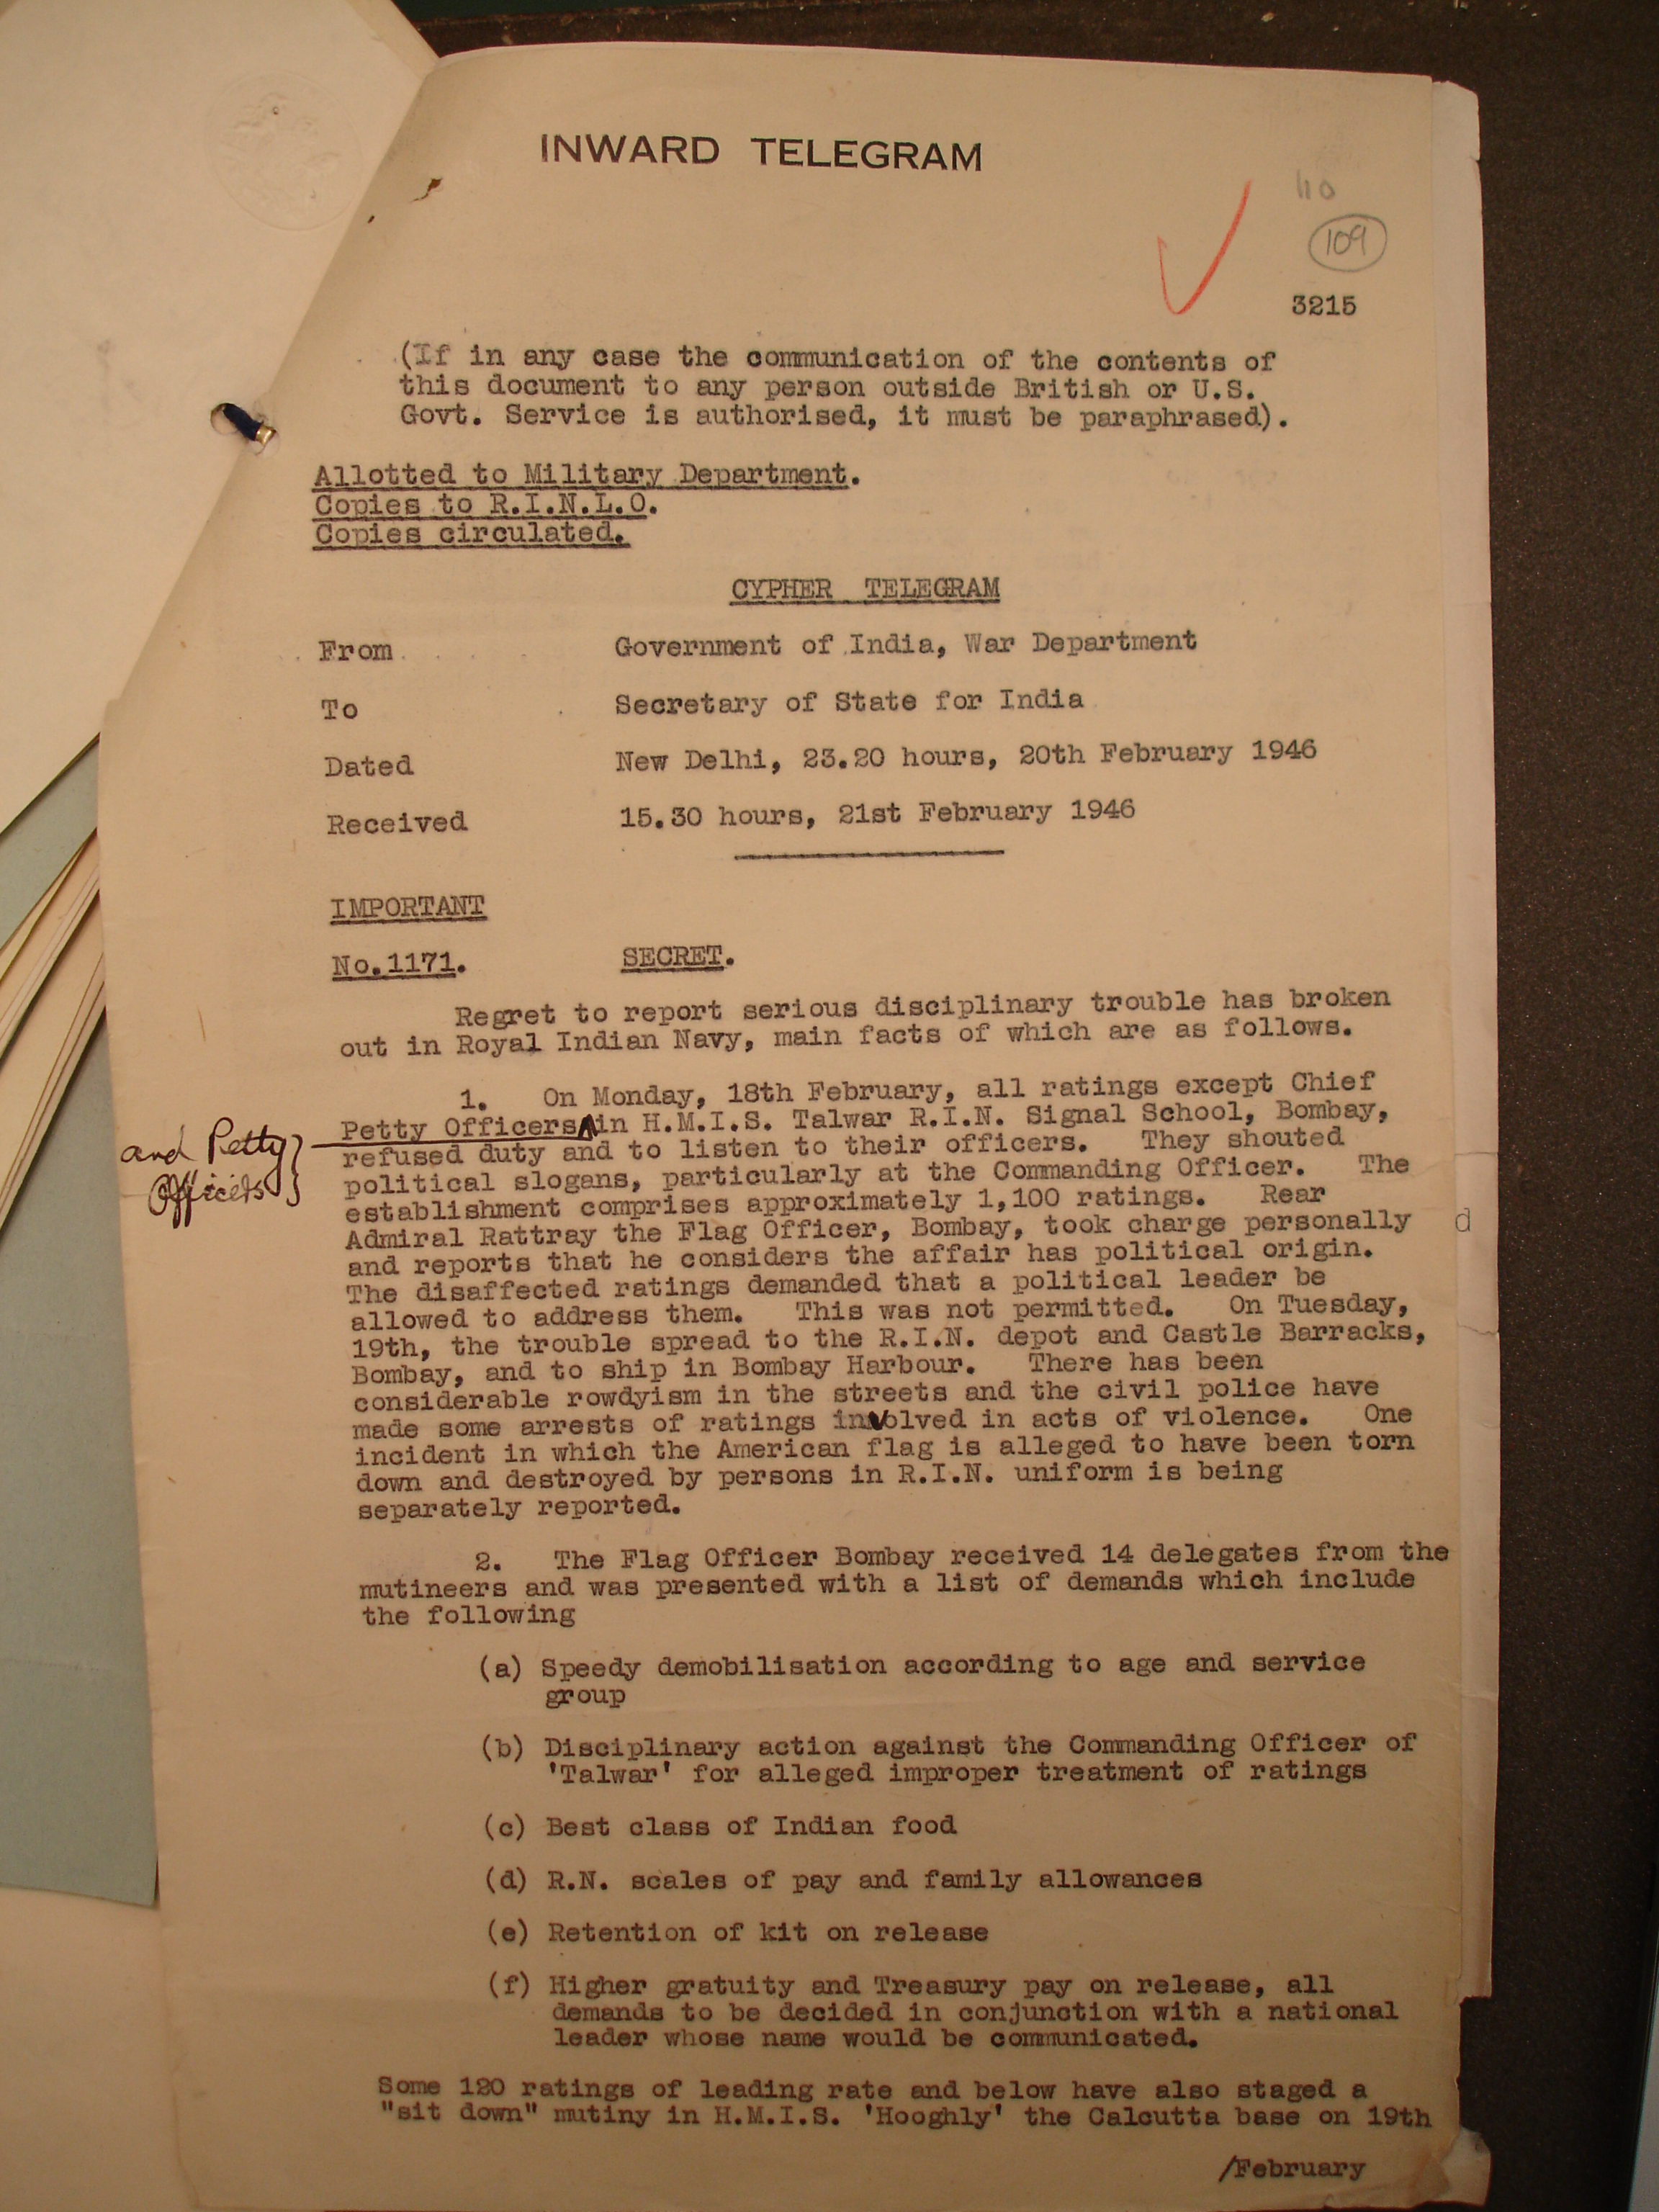 INWARD TELEGRAM
110
109
3215
(If in any case the communication of the contents of
this document to any person outside British or U.S.
Govt. Service is authorised, it must be paraphrased).
Allotted to Military Department.
Copies to R.I.N.L.O.
Copies circulated.
CYPHER TELEGRAM
From Government of India, War Department
To Secretary of State for India
Dated New Delhi, 23.20 hours, 20th February 1946
Received 15.30 hours, 21st February 1946
IMPORTANT
No.1171. SECRET.
Regret to report serious disciplinary trouble has broken
out in Royal Indian Navy, main facts of which are as follows.
1. On Monday, 18th February, all ratings except Chief
Petty Officers in H.M.I.S. Talwar R.I.N. Signal School, Bombay,
and Petty
Officers
refused duty and to listen to their officers. They shouted
political slogans, particularly at the Commanding Officer. The
establishment comprises approximately 1,100 ratings. Rear
Admiral Rattray the Flag Officer, Bombay, took charge personally
d
and reports that he considers the affair has political origin.
The disaffected ratings demanded that a political leader be
allowed to address them. This was not permitted. On Tuesday,
19th, the trouble spread to the R.I.N. depot and Castle Barracks,
Bombay, and to ship in Bombay Harbour. There has been
considerable rowdyism in the streets and the civil police have
made some arrests of ratings involved in acts of violence. One
incident in which the American flag is alleged to have been torn
down and destroyed by persons in R.I.N. uniform is being
separately reported.
2. The Flag Officer Bombay received 14 delegates from the
mutineers and was presented with a list of demands which include
the following
(a) Speedy demobilisation according to age and service
group
(b) Disciplinary action against the Commanding Officer of
'Talwar' for alleged improper treatment of ratings
(c) Best class of Indian food
(d) R.N. scales of pay and family allowances
(e) Retention of kit on release
(f) Higher gratuity and Treasury pay on release, all
demands to be decided in conjunction with a national
leader whose name would be communicated.
Some 120 ratings of leading rate and below have also staged a
"sit down" mutiny in H.M.I.S. 'Hooghly' the Calcutta base on 19th
/February